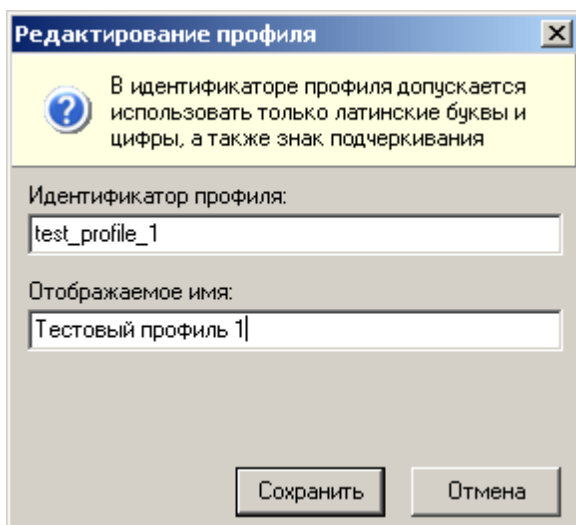 Редактирование профиля
В идентификаторе профиля допускается
использовать только латинские буквы и
цифры, а также знак подчеркивания
Идентификатор профиля:
test_profile_1
Отображаемое имя:
Тестовый профиль 1
Сохранить
Отмена